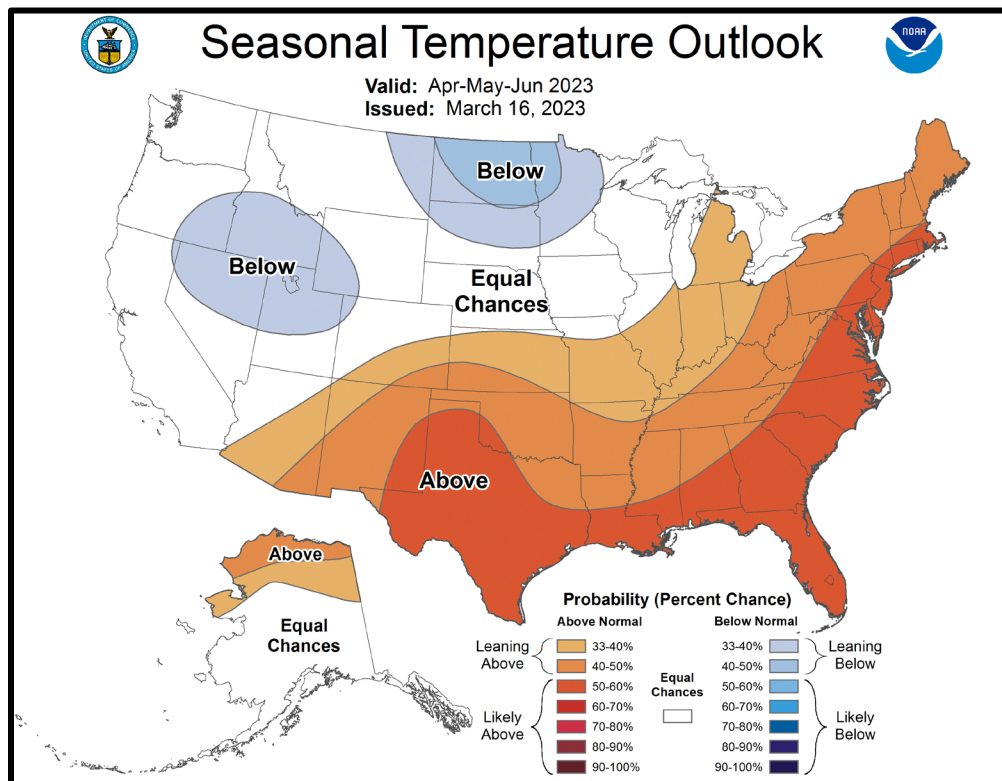 Seasonal Temperature Outlook
NOAA
Valid: Apr-May-Jun 2023
Issued: March 16, 2023
Below
Below
Equal
Chances
Above
Above
Equal
Chances
Probability (Percent Chance)
Above Normal
Below Normal
Leaning
Above
33-40%
40-50%
Likely
Above
50-60%
60-70%
70-80%
80-90%
90-100%
Equal
Chances
33-40%
40-50%
Leaning
Below
50-60%
60-70%
70-80%
80-90%
90-100%
Likely
Below